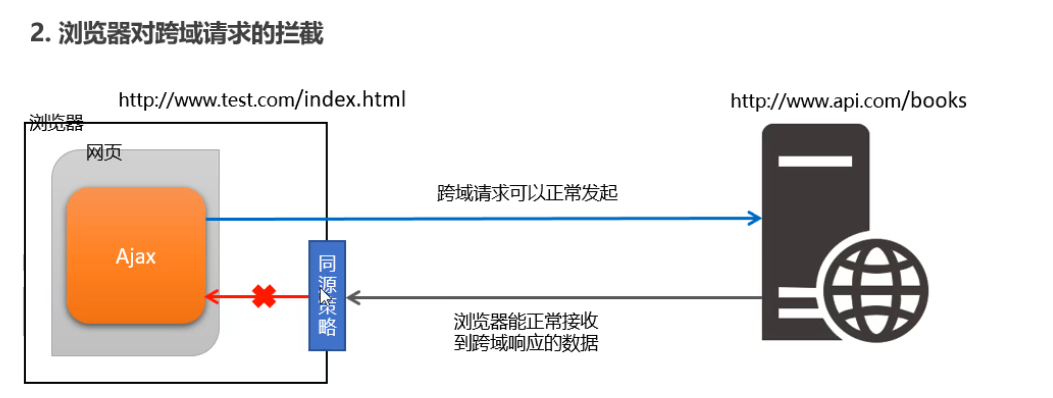 2. 浏览器对跨域请求的拦截
http://www.test.com/index.html
http://www.api.com/books
浏览器
网页
跨域请求可以正常发起
Ajax
同
源
策
略
浏览器能正常接收
到跨域响应的数据